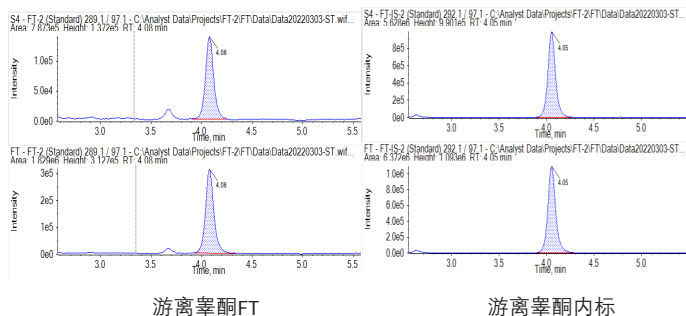 S4 - FT-2 (Standard) 289.1 / 97.1 - C:\Analyst Data\Projects\FT-2\FT\Data\Data20220303-ST.wif...
Area: 7.873e5 Height: 1.372e5 RT: 4.08 min
Intensity
1.0e5
5.0e4
0.0e0
4.08
3.0 3.5 4.0 4.5 5.0 5.5
Time, min
S4 - FT-IS-2 (Standard) 292.1 / 97.1 - C:\Analyst Data\Projects\FT-2\FT\Data\Data20220303-ST...
Area: 5.628e6 Height: 9.901e5 RT: 4.05 min
Intensity
8e5
6e5
4e5
2e5
0e0
4.05
3.0 3.5 4.0 4.5 5.0
Time, min
FT - FT-2 (Standard) 289.1 / 97.1 - C:\Analyst Data\Projects\FT-2\FT\Data\Data20220303-ST.wif...
Area: 1.829e6 Height: 3.127e5 RT: 4.08 min
Intensity
3e5
2e5
1e5
0e0
4.08
3.0 3.5 4.0 4.5 5.0 5.5
Time, min
FT - FT-IS-2 (Standard) 292.1 / 97.1 - C:\Analyst Data\Projects\FT-2\FT\Data\Data20220303-ST...
Area: 6.372e6 Height: 1.093e6 RT: 4.05 min
Intensity
1.0e6
8.0e5
6.0e5
4.0e5
2.0e5
0.0e0
4.05
3.0 3.5 4.0 4.5 5.0
Time, min
游离睾酮FT
游离睾酮内标